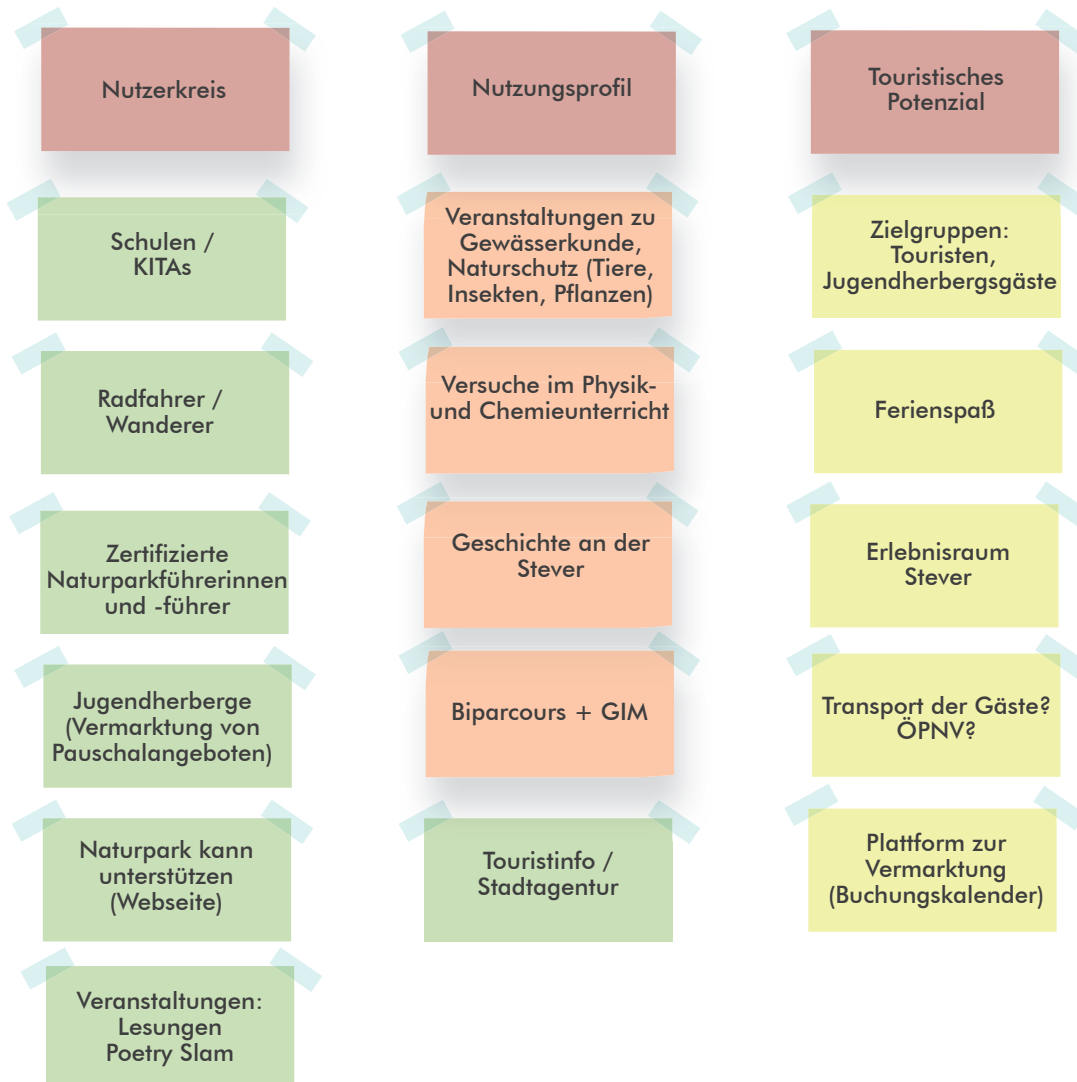 Nutzerkreis
Schulen /
KITAs
Radfahrer /
Wanderer
Zertifizierte
Naturparkführerinnen
und -führer
Jugendherberge
(Vermarktung von
Pauschalangeboten)
Naturpark kann
unterstützen
(Webseite)
Veranstaltungen:
Lesungen
Poetry Slam
Nutzungsprofil
Veranstaltungen zu
Gewässerkunde,
Naturschutz (Tiere,
Insekten, Pflanzen)
Versuche im Physik-
und Chemieunterricht
Geschichte an der
Stever
Biparcours + GIM
Touristinfo /
Stadtagentur
Touristisches
Potenzial
Zielgruppen:
Touristen,
Jugendherbergsgäste
Ferienspaß
Erlebnisraum
Stever
Transport der Gäste?
ÖPNV?
Plattform zur
Vermarktung
(Buchungskalender)